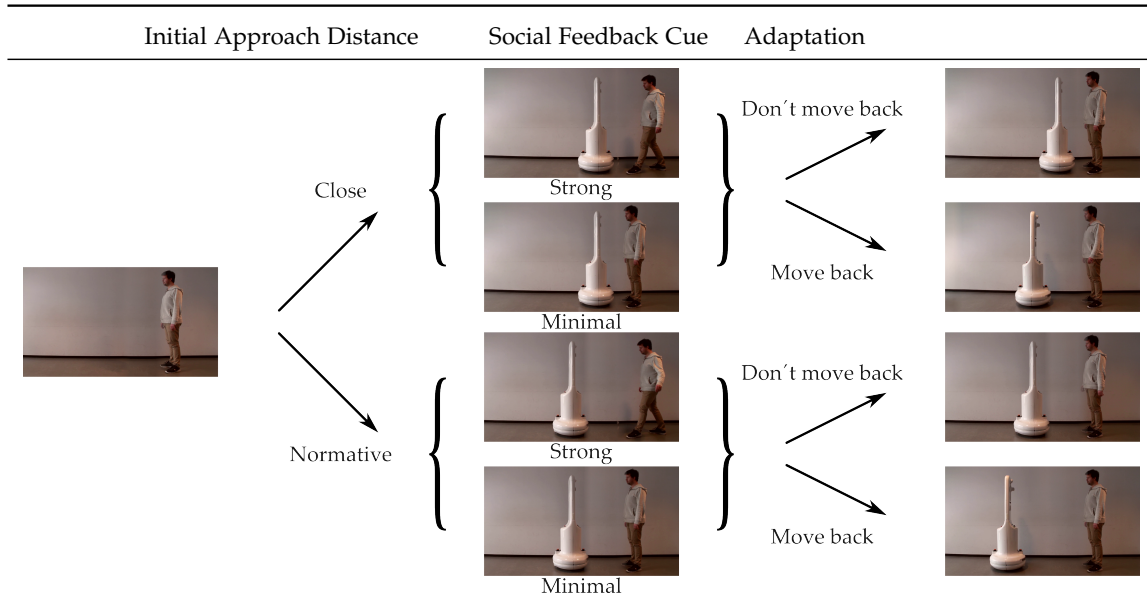 Initial Approach Distance Social Feedback Cue Adaptation
Don´t move back
Close
Strong
Move back
Minimal
Don´t move back
Normative
Strong
Move back
Minimal